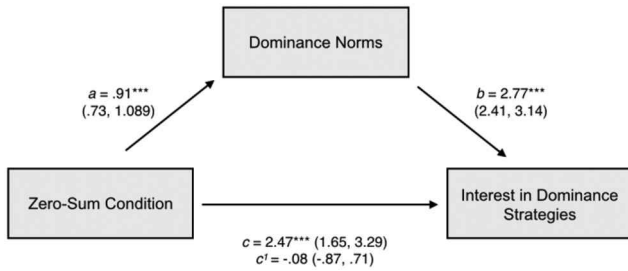 Dominance Norms
a = .91***
(.73, 1.089)
b = 2.77***
(2.41, 3.14)
Zero-Sum Condition
Interest in Dominance
Strategies
c = 2.47*** (1.65, 3.29)
c¹ = -.08 (-.87, .71)